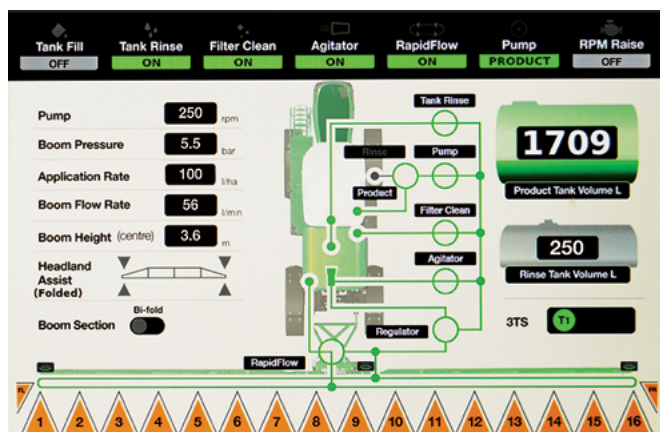 Tank Fill
OFF
Tank Rinse
ON
Filter Clean
ON
Agitator
ON
RapidFlow
ON
Pump
PRODUCT
RPM Raise
OFF
Pump 250 rpm
Boom Pressure 5.5 bar
Application Rate 100 l/ha
Boom Flow Rate 56 l/min
Boom Height (centre) 3.6 m
Headland
Assist
(Folded)
Bi-fold
Boom Section
Tank Rinse
Rinse
Pump
Product
Filter Clean
Agitator
Regulator
RapidFlow
1709
Product Tank Volume L
250
Rinse Tank Volume L
3TS T1
FL
FR
1 2 3 4 5 6 7 8 9 10 11 12 13 14 15 16